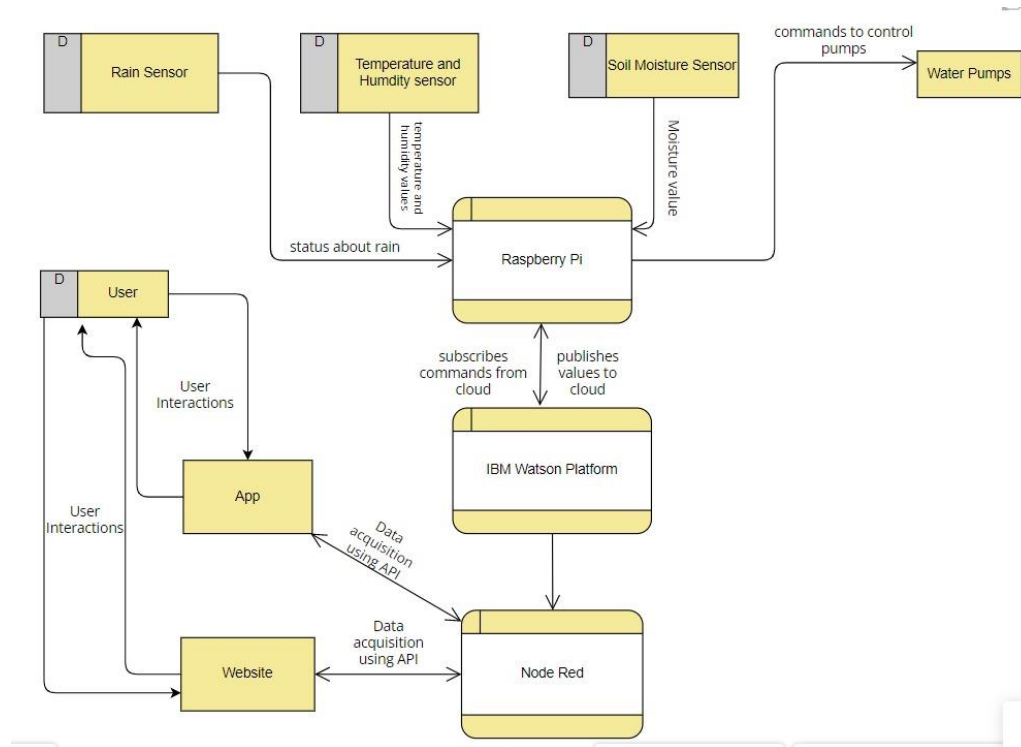 commands to control
pumps
D
Rain Sensor
D
Temperature and
Humdity sensor
D
Soil Moisture Sensor
Water Pumps
temperature and
humidity values
Moisture value
status about rain
Raspberry Pi
D
User
subscribes
commands from
cloud
publishes
values to
cloud
User
Interactions
IBM Watson Platform
App
User
Interactions
Data
acquisition
using API
Data
acquisition
using API
Website
Node Red